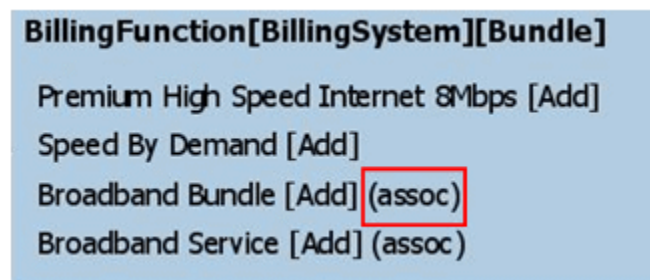 BillingFunction[BillingSystem][Bundle]
Premium High Speed Internet 8Mbps [Add]
Speed By Demand [Add]
Broadband Bundle [Add] (assoc)
Broadband Service [Add] (assoc)